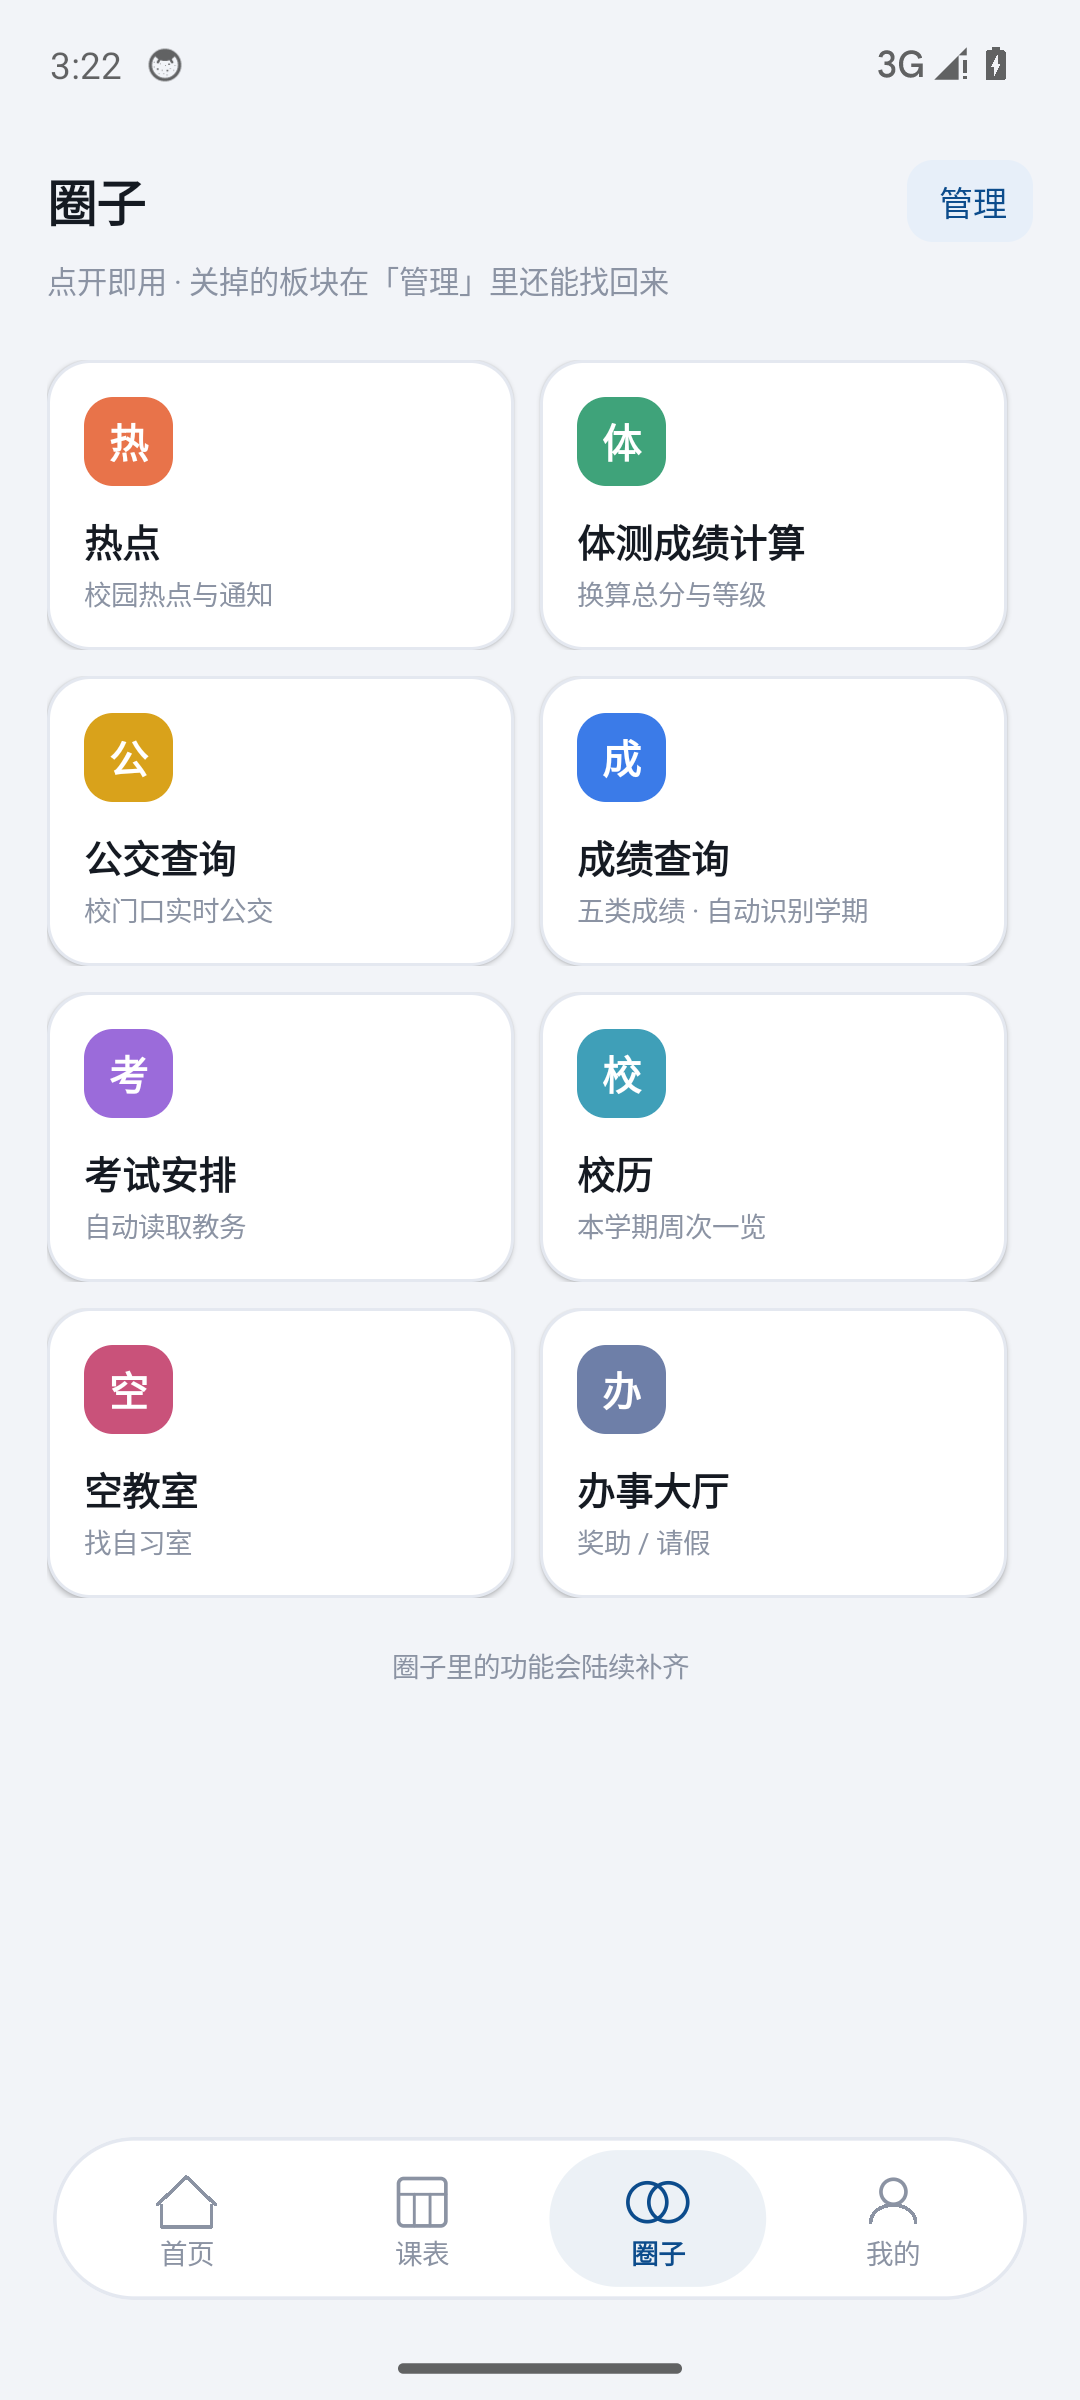 3:22
3G
圈子
管理
点开即用 · 关掉的板块在「管理」里还能找回来
热
热点
校园热点与通知
体
体测成绩计算
换算总分与等级
公
公交查询
校门口实时公交
成
成绩查询
五类成绩 · 自动识别学期
考
考试安排
自动读取教务
校
校历
本学期周次一览
空
空教室
找自习室
办
办事大厅
奖助 / 请假
圈子里的功能会陆续补齐
首页
课表
圈子
我的